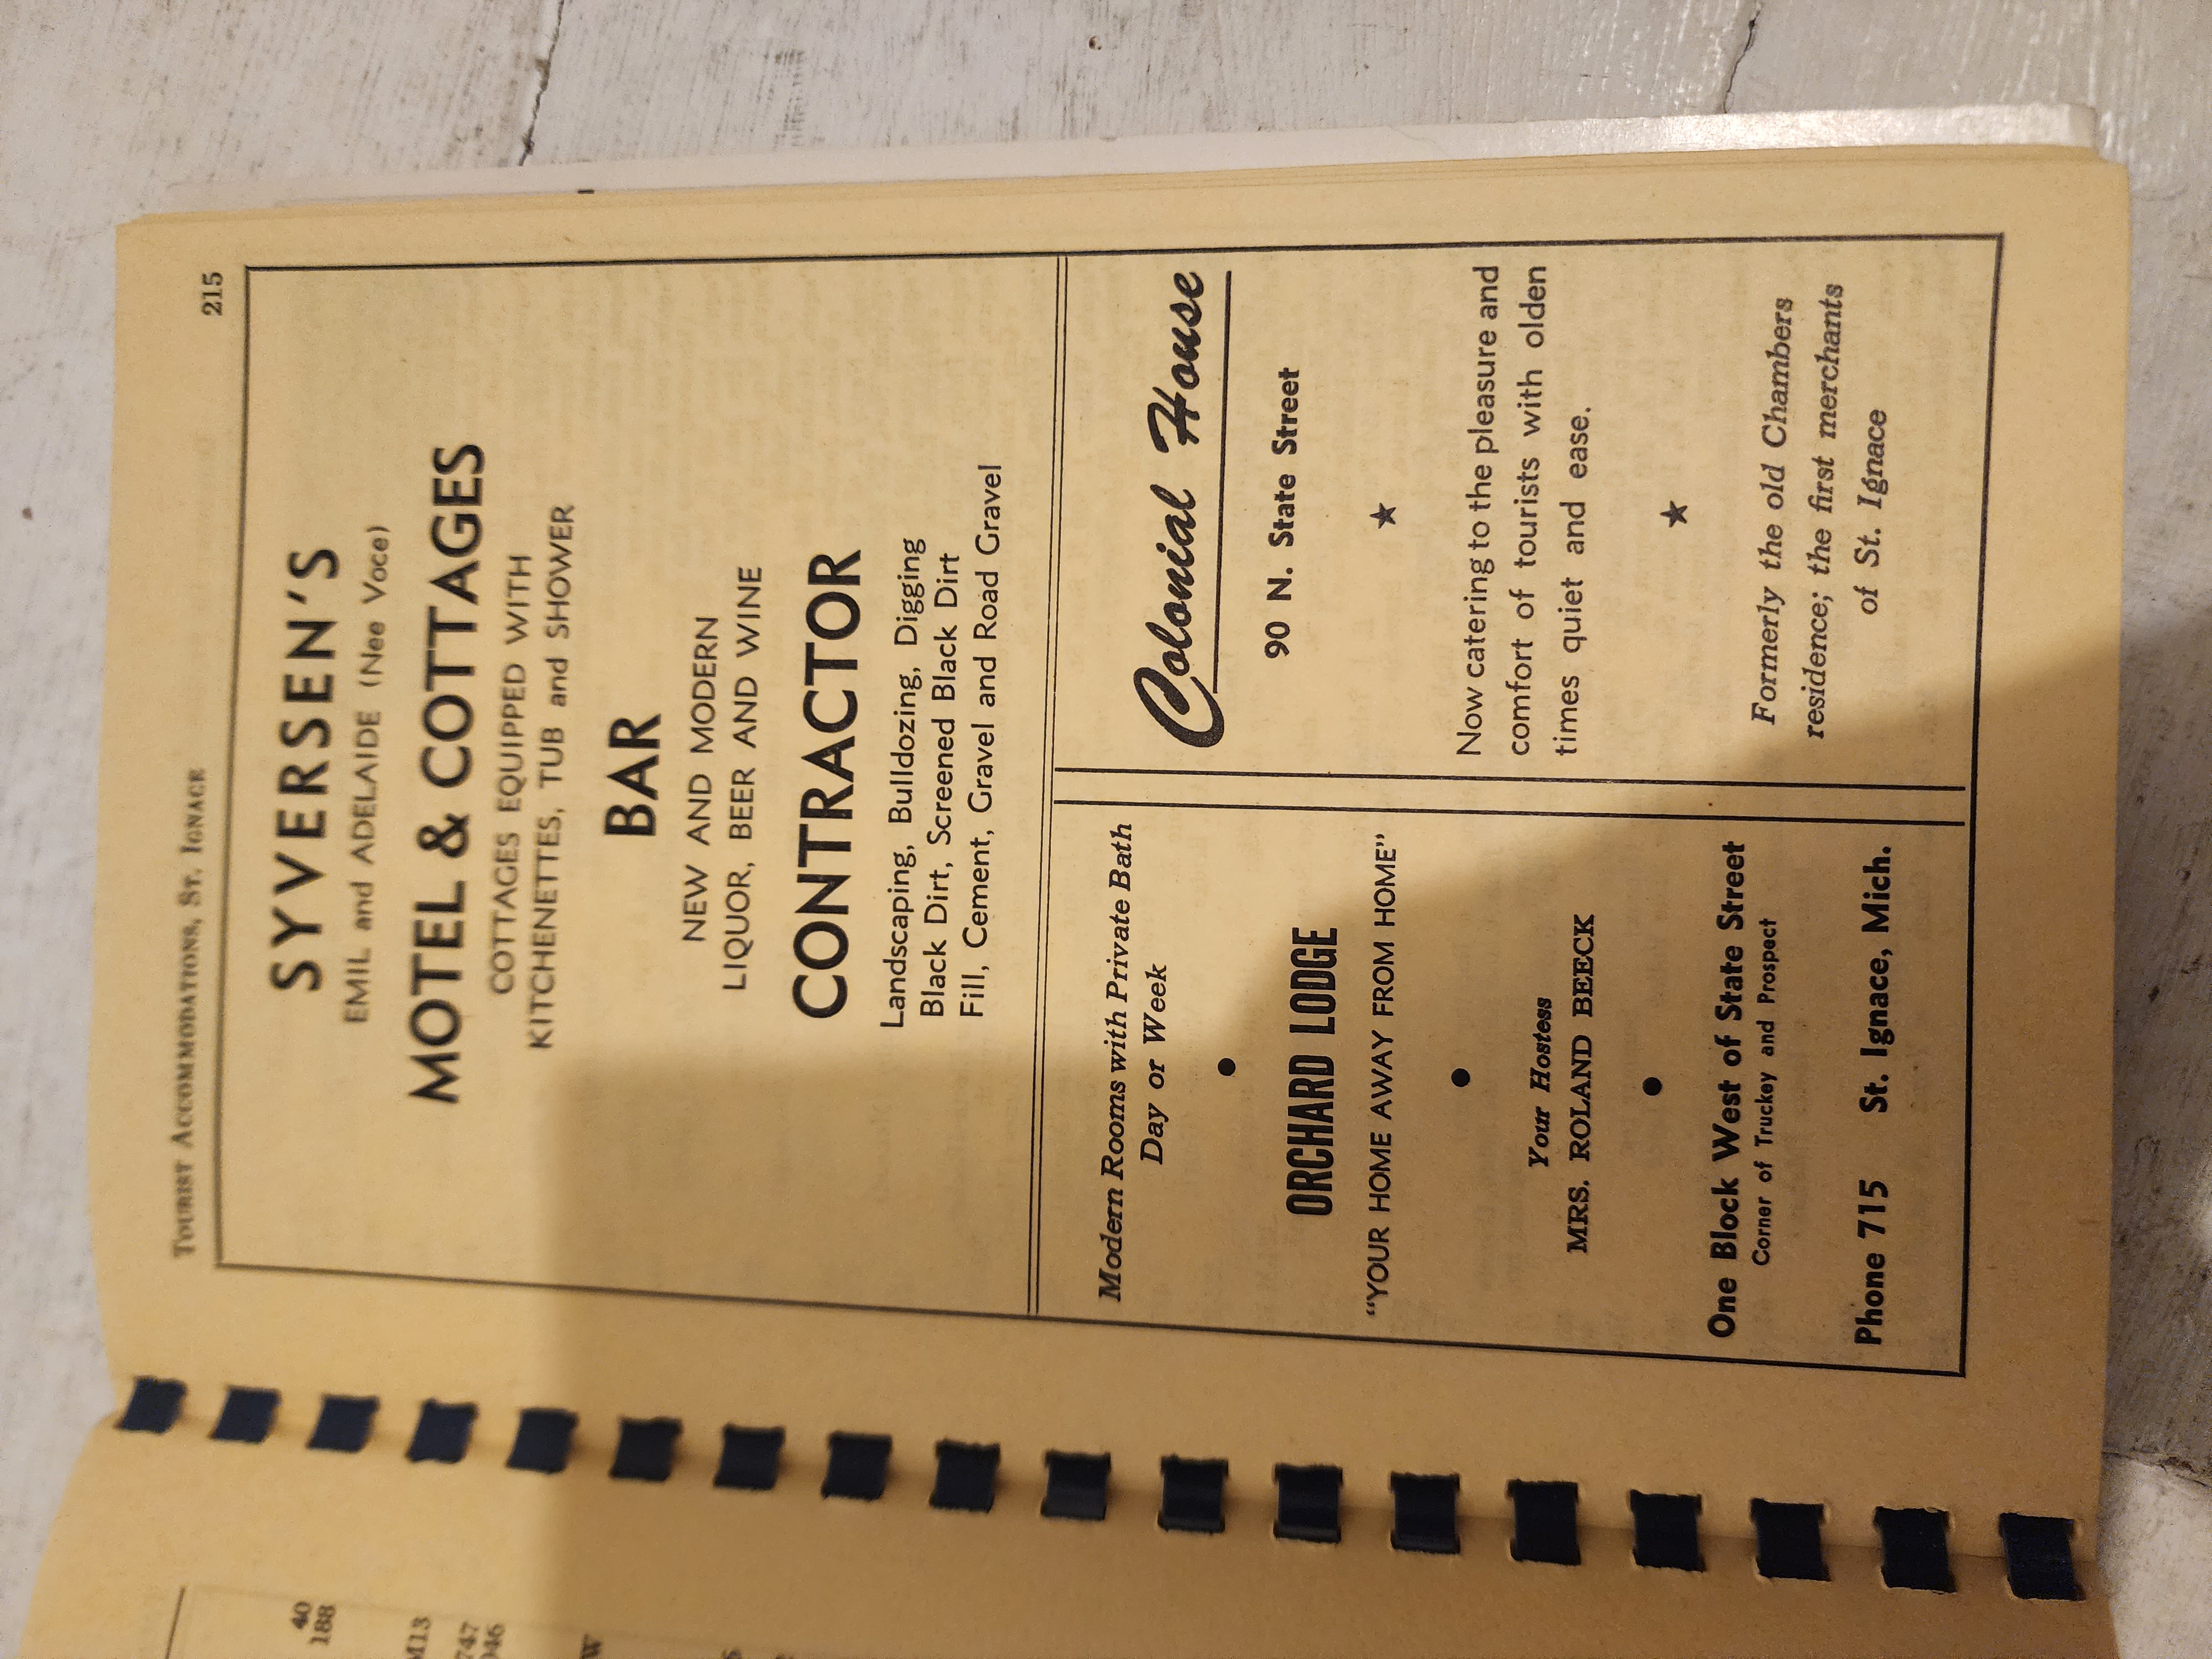 TOURIST ACCOMMODATIONS, ST. IGNACE 215
SYVERSEN'S
EMIL and ADELAIDE (Nee Voce)
MOTEL & COTTAGES
COTTAGES EQUIPPED WITH
KITCHENETTES, TUB and SHOWER
BAR
NEW AND MODERN
LIQUOR, BEER AND WINE
CONTRACTOR
Landscaping, Bulldozing, Digging
Black Dirt, Screened Black Dirt
Fill, Cement, Gravel and Road Gravel
Modern Rooms with Private Bath
Day or Week
ORCHARD LODGE
"YOUR HOME AWAY FROM HOME"
Your Hostess
MRS. ROLAND BEECK
One Block West of State Street
Corner of Truckey and Prospect
Phone 715 St. Ignace, Mich.
Colonial House
90 N. State Street
Now catering to the pleasure and
comfort of tourists with olden
times quiet and ease.
Formerly the old Chambers
residence; the first merchants
of St. Ignace
40
188